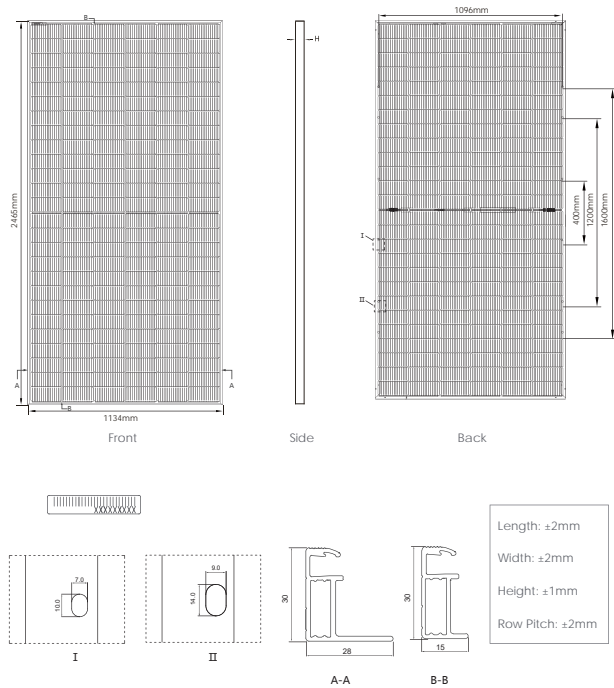 B
1096mm
H
2465mm
400mm
1200mm
1600mm
I
II
A
A
B
1134mm
Front
Side
Back
Length: ±2mm
Width: ±2mm
Height: ±1mm
Row Pitch: ±2mm
7.0
10.0
I
9.0
14.0
II
30
28
A-A
30
15
B-B